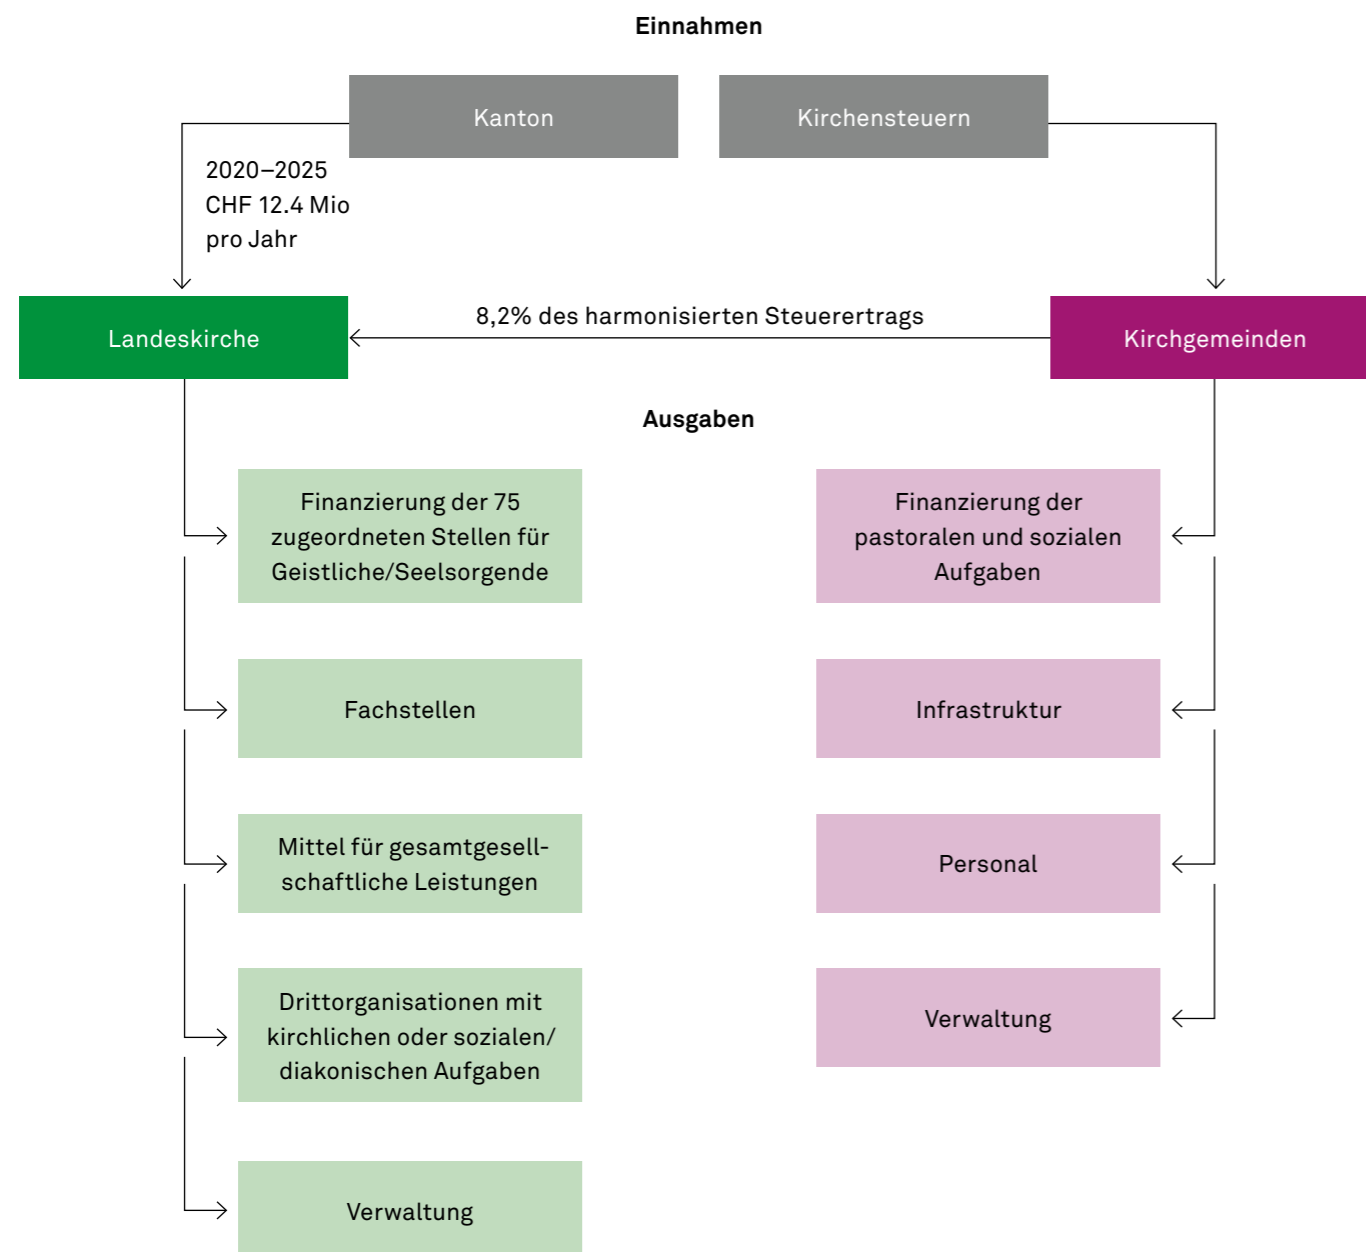 Einnahmen
Kanton
Kirchensteuern
2020–2025
CHF 12.4 Mio
pro Jahr
Landeskirche
8,2% des harmonisierten Steuerertrags
Kirchgemeinden
Ausgaben
Finanzierung der 75
zugeordneten Stellen für
Geistliche/Seelsorgende
Fachstellen
Mittel für gesamtgesell-
schaftliche Leistungen
Drittorganisationen mit
kirchlichen oder sozialen/
diakonischen Aufgaben
Verwaltung
Finanzierung der
pastoralen und sozialen
Aufgaben
Infrastruktur
Personal
Verwaltung